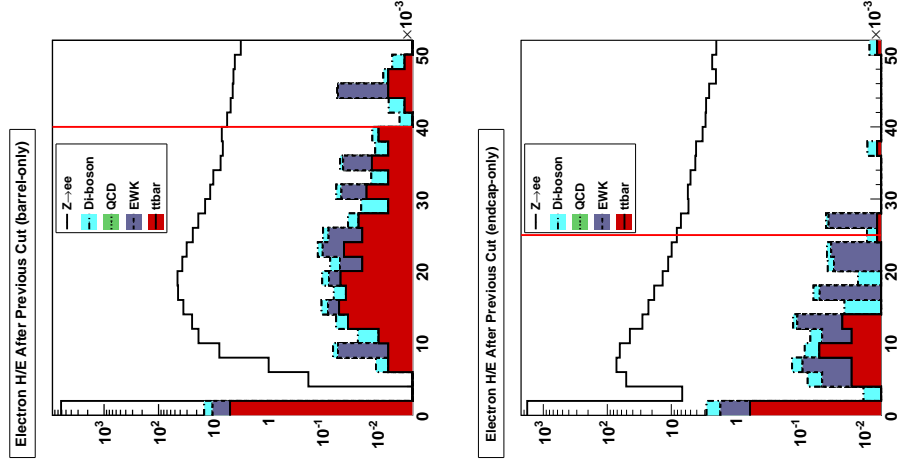 Electron H/E After Previous Cut (barrel-only)
Z→ee
Di-boson
QCD
EWK
ttbar
10³
10²
10
1
10⁻¹
10⁻²
0 10 20 30 40 50
×10⁻³
Electron H/E After Previous Cut (endcap-only)
Z→ee
Di-boson
QCD
EWK
ttbar
10³
10²
10
1
10⁻¹
10⁻²
0 10 20 30 40 50
×10⁻³